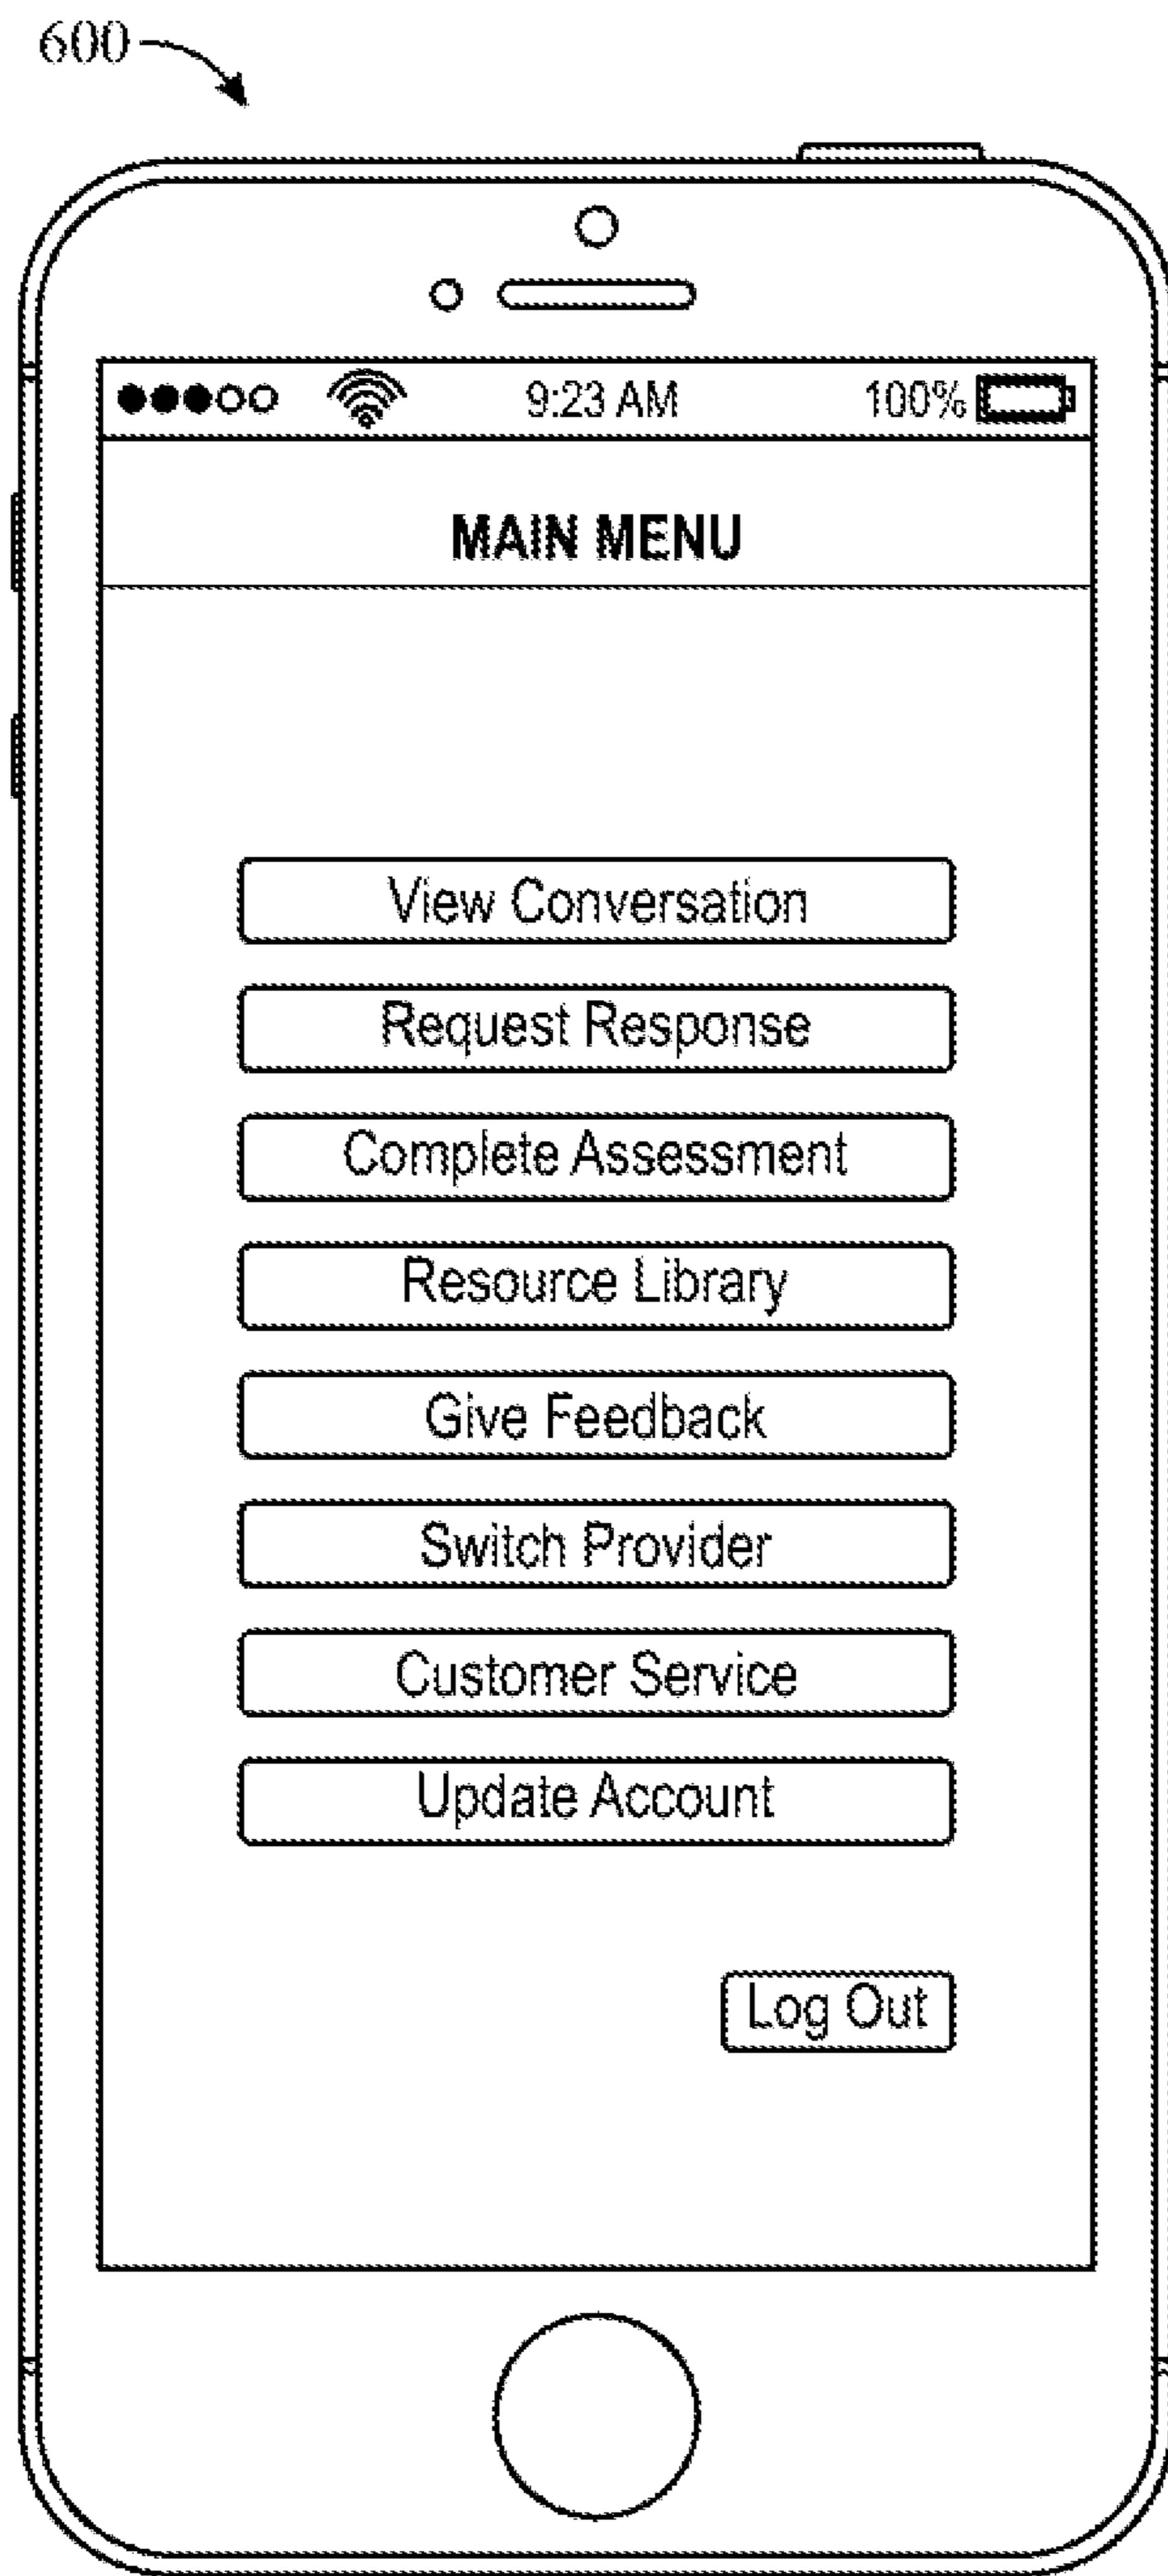 600
9:23 AM 100%
MAIN MENU
View Conversation
Request Response
Complete Assessment
Resource Library
Give Feedback
Switch Provider
Customer Service
Update Account
Log Out